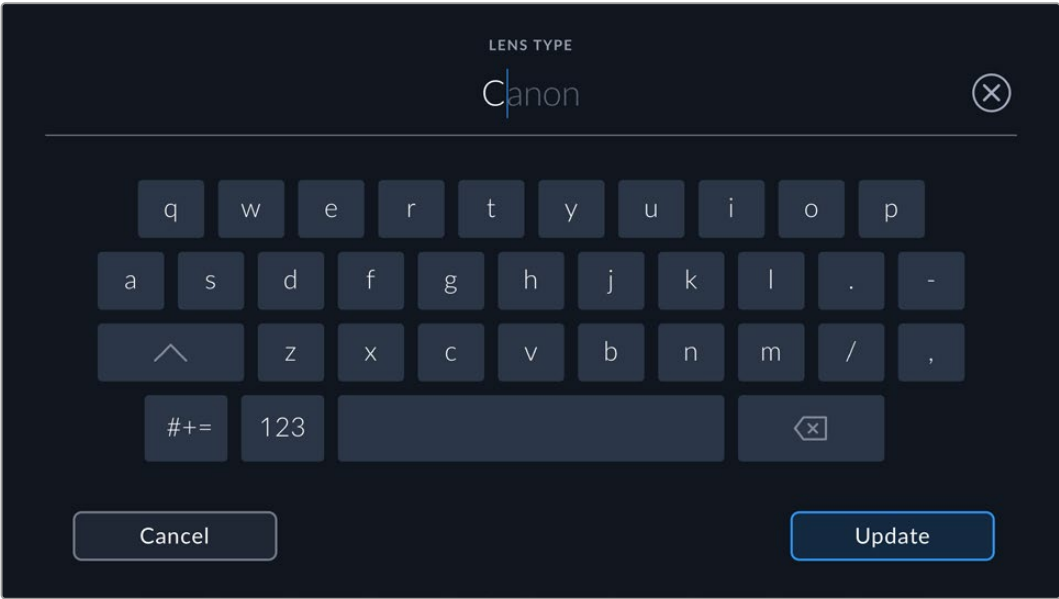 LENS TYPE
Canon
q w e r t y u i o p
a s d f g h j k l . -
z x c v b n m / ,
#+= 123
Cancel Update